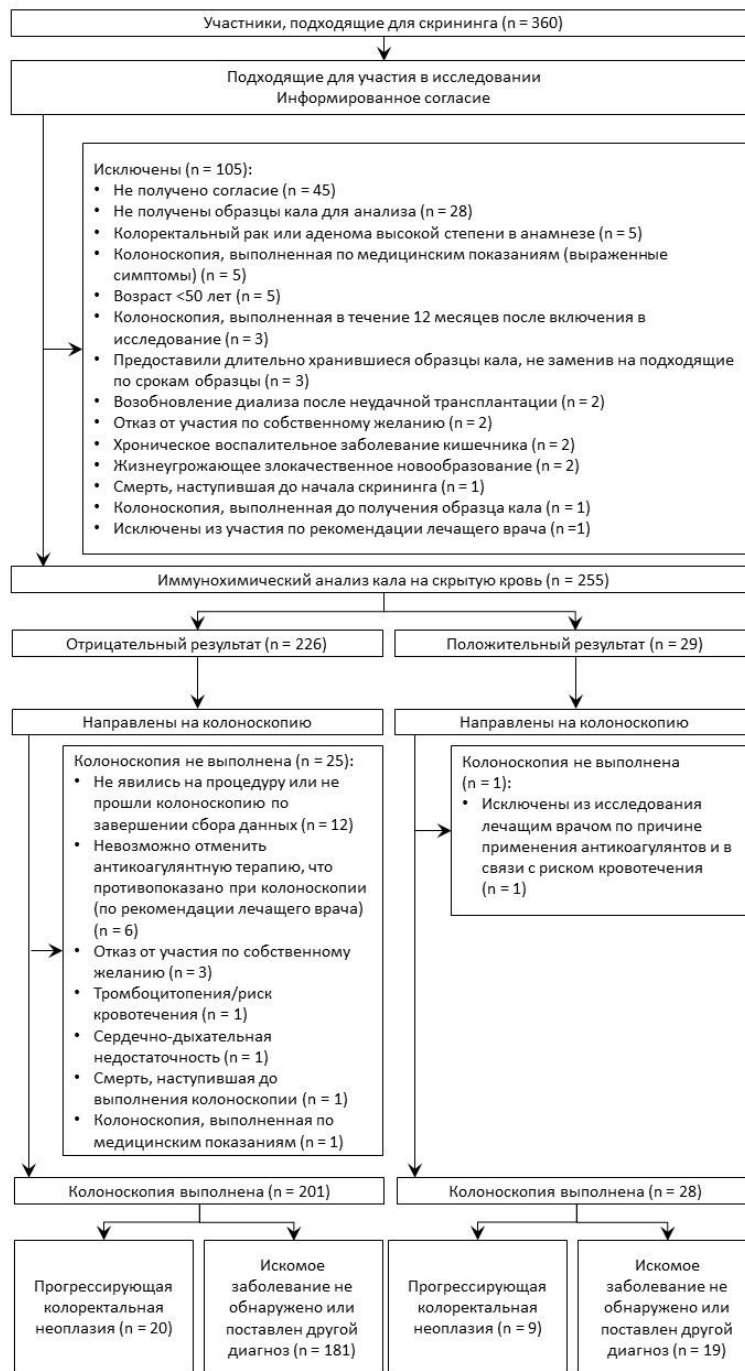 Участники, подходящие для скрининга (n = 360)
Подходящие для участия в исследовании
Информированное согласие
Исключены (n = 105):
• Не получено согласие (n = 45)
• Не получены образцы кала для анализа (n = 28)
• Колоректальный рак или аденома высокой степени в анамнезе (n = 5)
• Колоноскопия, выполненная по медицинским показаниям (выраженные
симптомы) (n = 5)
• Возраст <50 лет (n = 5)
• Колоноскопия, выполненная в течение 12 месяцев после включения в
исследование (n = 3)
• Предоставили длительно хранившиеся образцы кала, не заменив на подходящие
по срокам образцы (n = 3)
• Возобновление диализа после неудачной трансплантации (n = 2)
• Отказ от участия по собственному желанию (n = 2)
• Хроническое воспалительное заболевание кишечника (n = 2)
• Жизнеугрожающее злокачественное новообразование (n = 2)
• Смерть, наступившая до начала скрининга (n = 1)
• Колоноскопия, выполненная до получения образца кала (n = 1)
• Исключены из участия по рекомендации лечащего врача (n =1)
Иммунохимический анализ кала на скрытую кровь (n = 255)
Отрицательный результат (n = 226)
Направлены на колоноскопию
Колоноскопия не выполнена (n = 25):
• Не явились на процедуру или не
прошли колоноскопию по
завершении сбора данных (n = 12)
• Невозможно отменить
антикоагулянтную терапию, что
противопоказано при колоноскопии
(по рекомендации лечащего врача)
(n = 6)
• Отказ от участия по собственному
желанию (n = 3)
• Тромбоцитопения/риск
кровотечения (n = 1)
• Сердечно-дыхательная
недостаточность (n = 1)
• Смерть, наступившая до
выполнения колоноскопии (n = 1)
• Колоноскопия, выполненная по
медицинским показаниям (n = 1)
Колоноскопия выполнена (n = 201)
Прогрессирующая
колоректальная
неоплазия (n = 20)
Искомое
заболевание не
обнаружено или
поставлен другой
диагноз (n = 181)
Положительный результат (n = 29)
Направлены на колоноскопию
Колоноскопия не выполнена
(n = 1):
• Исключены из исследования
лечащим врачом по причине
применения антикоагулянтов и в
связи с риском кровотечения
(n = 1)
Колоноскопия выполнена (n = 28)
Прогрессирующая
колоректальная
неоплазия (n = 9)
Искомое
заболевание не
обнаружено или
поставлен другой
диагноз (n = 19)